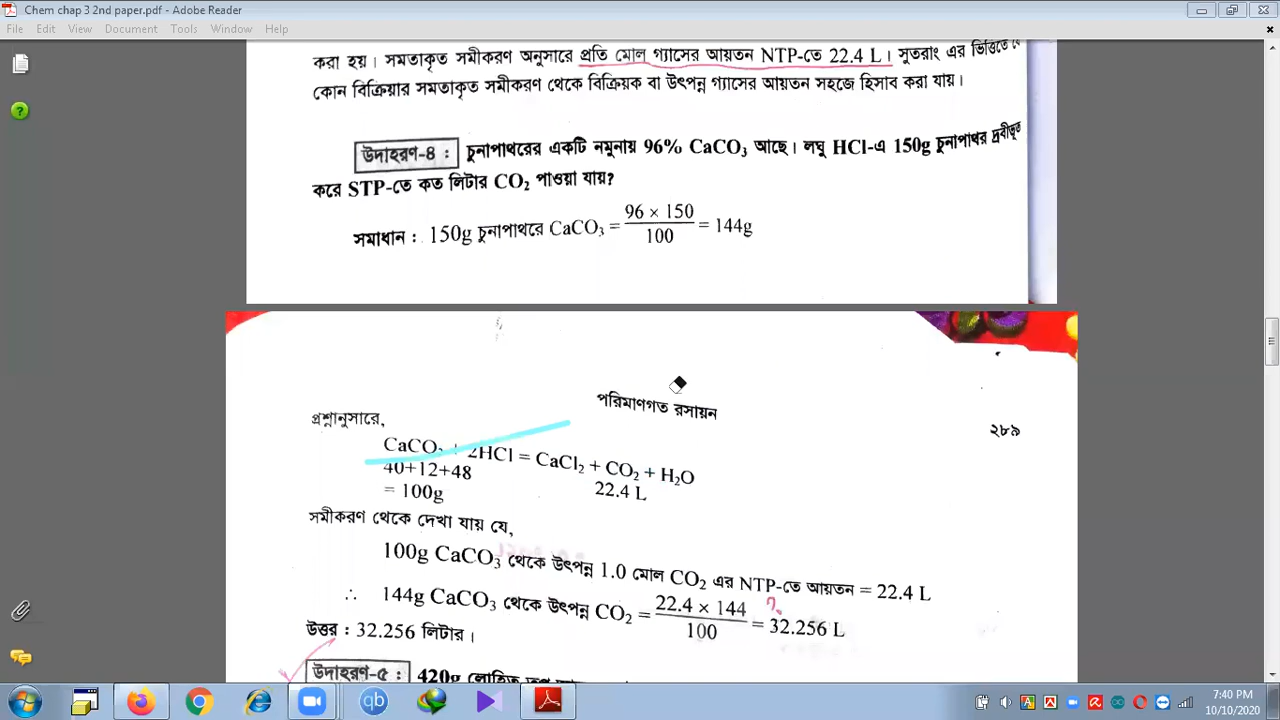 Chem chap 3 2nd paper.pdf - Adobe Reader
File Edit View Document Tools Window Help
করা হয়। সমতাকৃত সমীকরণ অনুসারে প্রতি মোল গ্যাসের আয়তন NTP-তে 22.4 L। সুতরাং এর ভিত্তিতে
কোন বিক্রিয়ার সমতাকৃত সমীকরণ থেকে বিক্রিয়ক বা উৎপন্ন গ্যাসের আয়তন সহজে হিসাব করা যায়।
উদাহরণ-৪ : চুনাপাথরের একটি নমুনায় 96% CaCO₃ আছে। লঘু HCl-এ 150g চুনাপাথর দ্রবীভূত
করে STP-তে কত লিটার CO₂ পাওয়া যায়?
সমাধান : 150g চুনাপাথরে CaCO₃ = 96 × 150 / 100 = 144g
পরিমাণগত রসায়ন
২৮৯
প্রশ্নানুসারে,
CaCO₃ + 2HCl = CaCl₂ + CO₂ + H₂O
40+12+48
= 100g 22.4 L
সমীকরণ থেকে দেখা যায় যে,
100g CaCO₃ থেকে উৎপন্ন 1.0 মোল CO₂ এর NTP-তে আয়তন = 22.4 L
∴ 144g CaCO₃ থেকে উৎপন্ন CO₂ = 22.4 × 144 / 100 = 32.256 L
উত্তর : 32.256 লিটার।
উদাহরণ-৫ : 420g
7:40 PM
10/10/2020